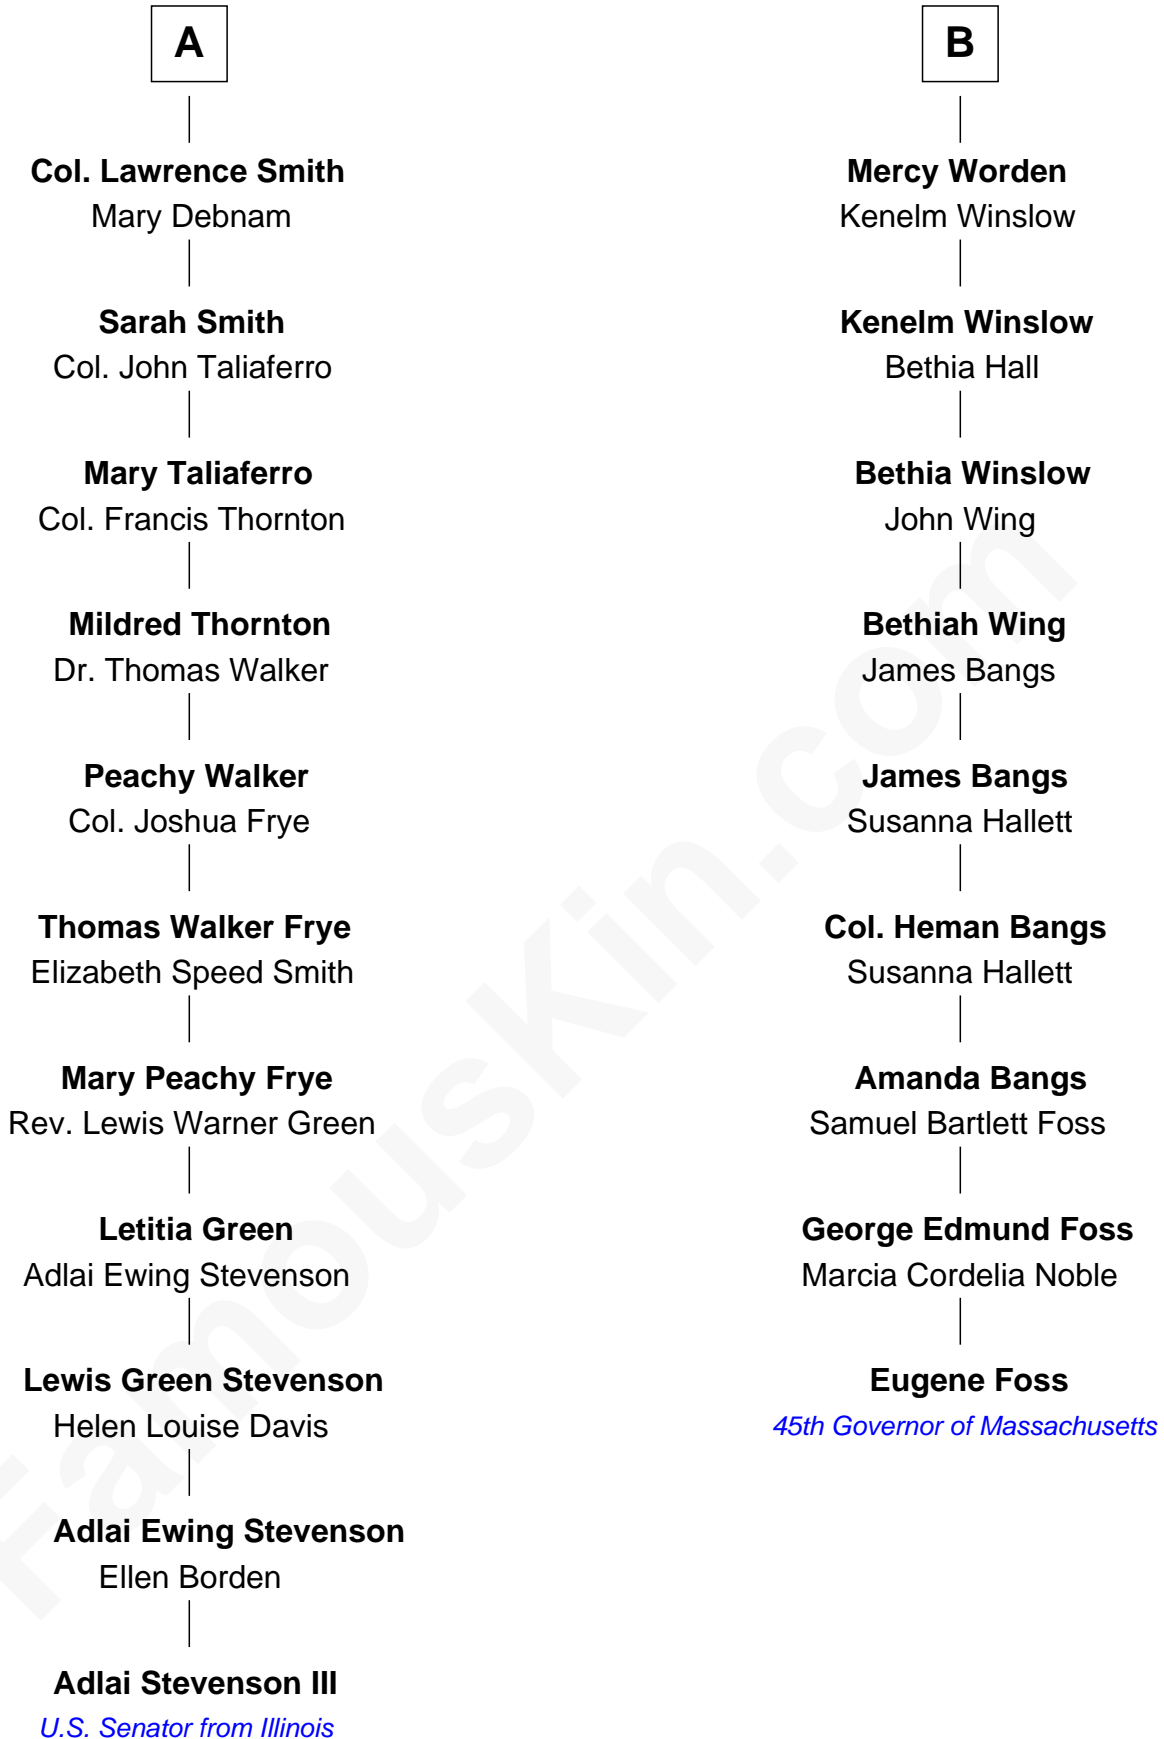 A
Col. Lawrence Smith
Mary Debnam
Sarah Smith
Col. John Taliaferro
Mary Taliaferro
Col. Francis Thornton
Mildred Thornton
Dr. Thomas Walker
Peachy Walker
Col. Joshua Frye
Thomas Walker Frye
Elizabeth Speed Smith
Mary Peachy Frye
Rev. Lewis Warner Green
Letitia Green
Adlai Ewing Stevenson
Lewis Green Stevenson
Helen Louise Davis
Adlai Ewing Stevenson
Ellen Borden
Adlai Stevenson III
U.S. Senator from Illinois
B
Mercy Worden
Kenelm Winslow
Kenelm Winslow
Bethia Hall
Bethia Winslow
John Wing
Bethiah Wing
James Bangs
James Bangs
Susanna Hallett
Col. Heman Bangs
Susanna Hallett
Amanda Bangs
Samuel Bartlett Foss
George Edmund Foss
Marcia Cordelia Noble
Eugene Foss
45th Governor of Massachusetts
FamousKin.com